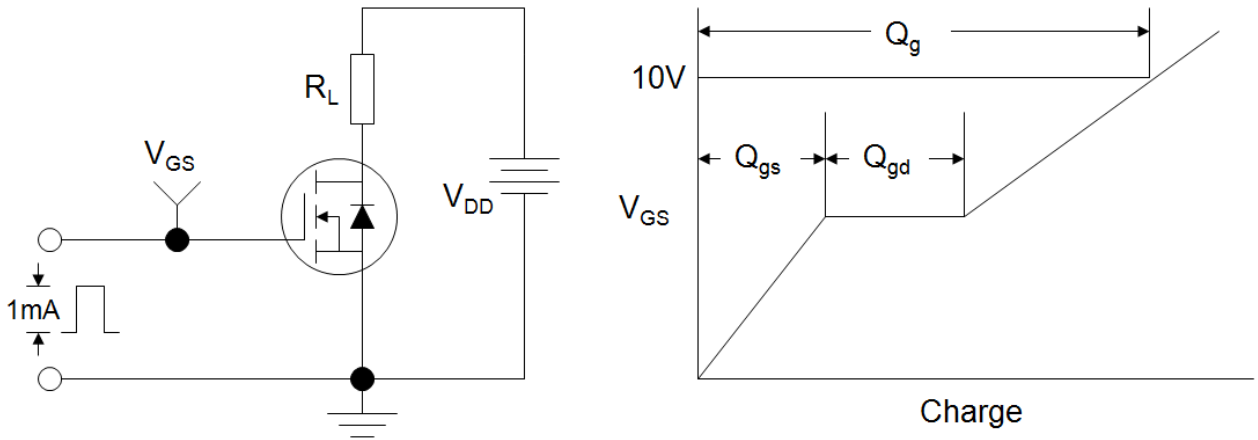 R_L
V_GS
V_DD
1mA
Q_g
10V
Q_gs
Q_gd
V_GS
Charge